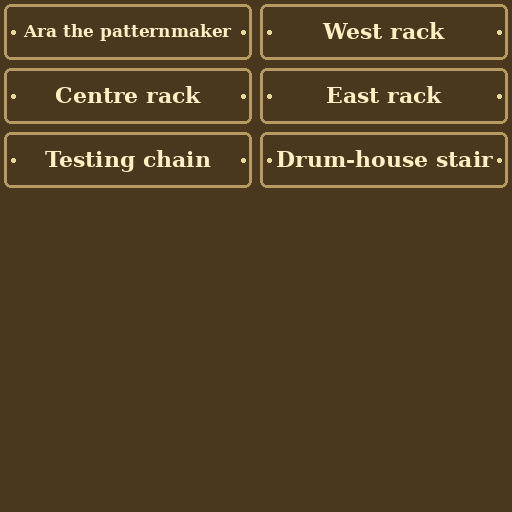 Ara the patternmaker
West rack
Centre rack
East rack
Testing chain
Drum-house stair